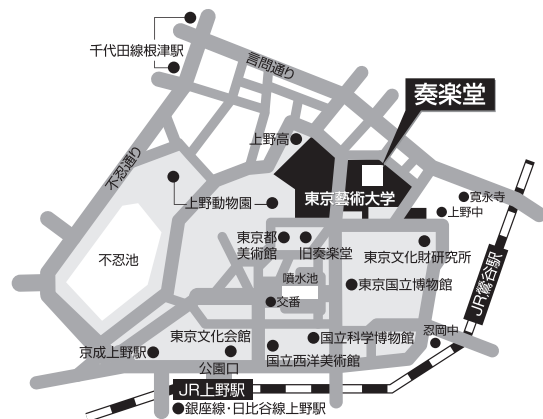 千代田線根津駅
言問通り
奏楽堂
上野高
不忍通り
東京藝術大学
寛永寺
上野動物園
上野中
東京都
美術館
旧奏楽堂
東京文化財研究所
不忍池
噴水池
東京国立博物館
JR鶯谷駅
交番
忍岡中
東京文化会館
国立科学博物館
京成上野駅
国立西洋美術館
公園口
JR上野駅
銀座線・日比谷線上野駅